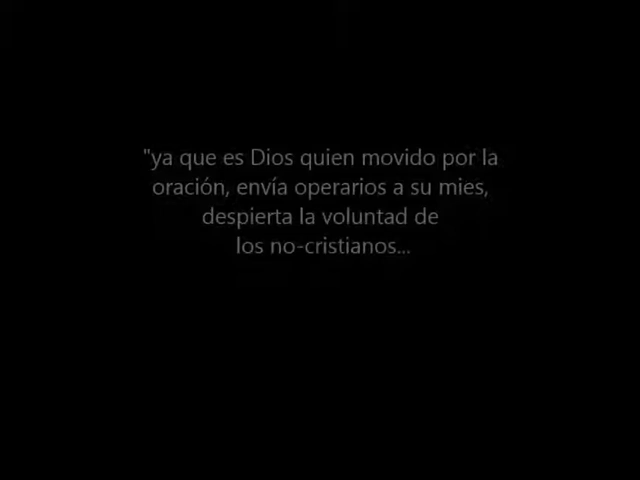 "ya que es Dios quien movido por la
oración, envía operarios a su mies,
despierta la voluntad de
los no-cristianos...